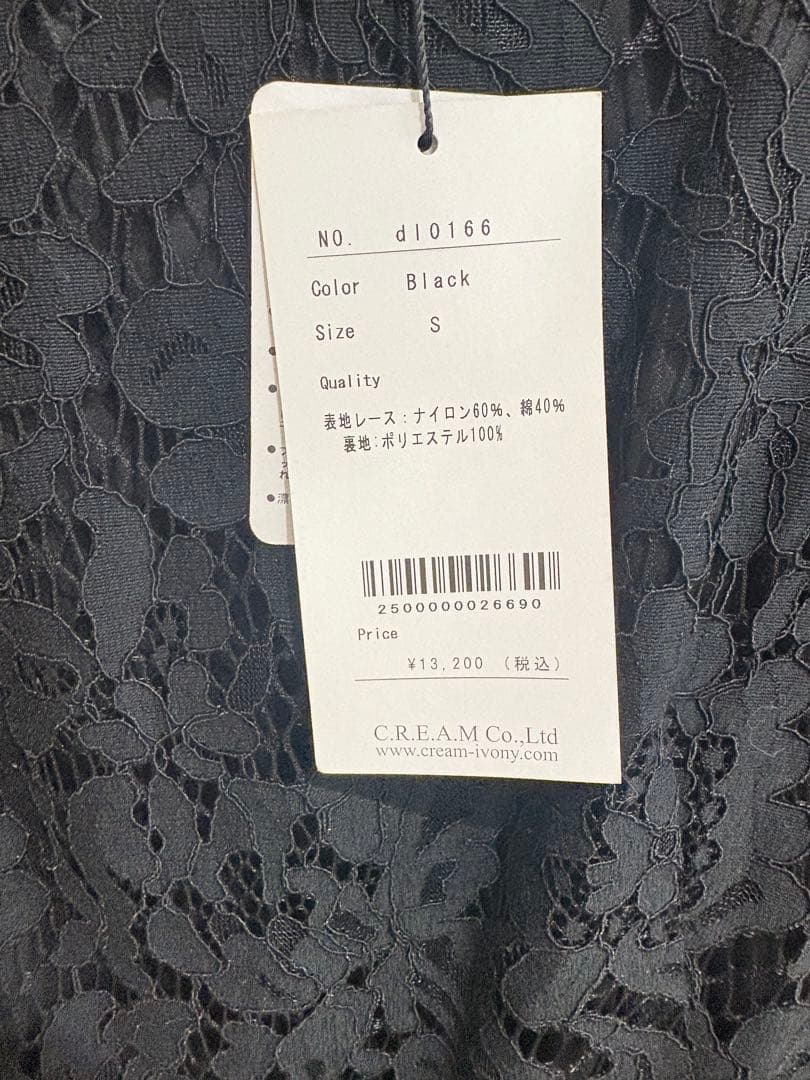 NO. dl0166
Color Black
Size S
Quality
表地レース：ナイロン60%、綿40%
裏地:ポリエステル100%
2500000026690
Price
¥13,200 （税込）
C.R.E.A.M Co.,Ltd
www.cream-ivony.com